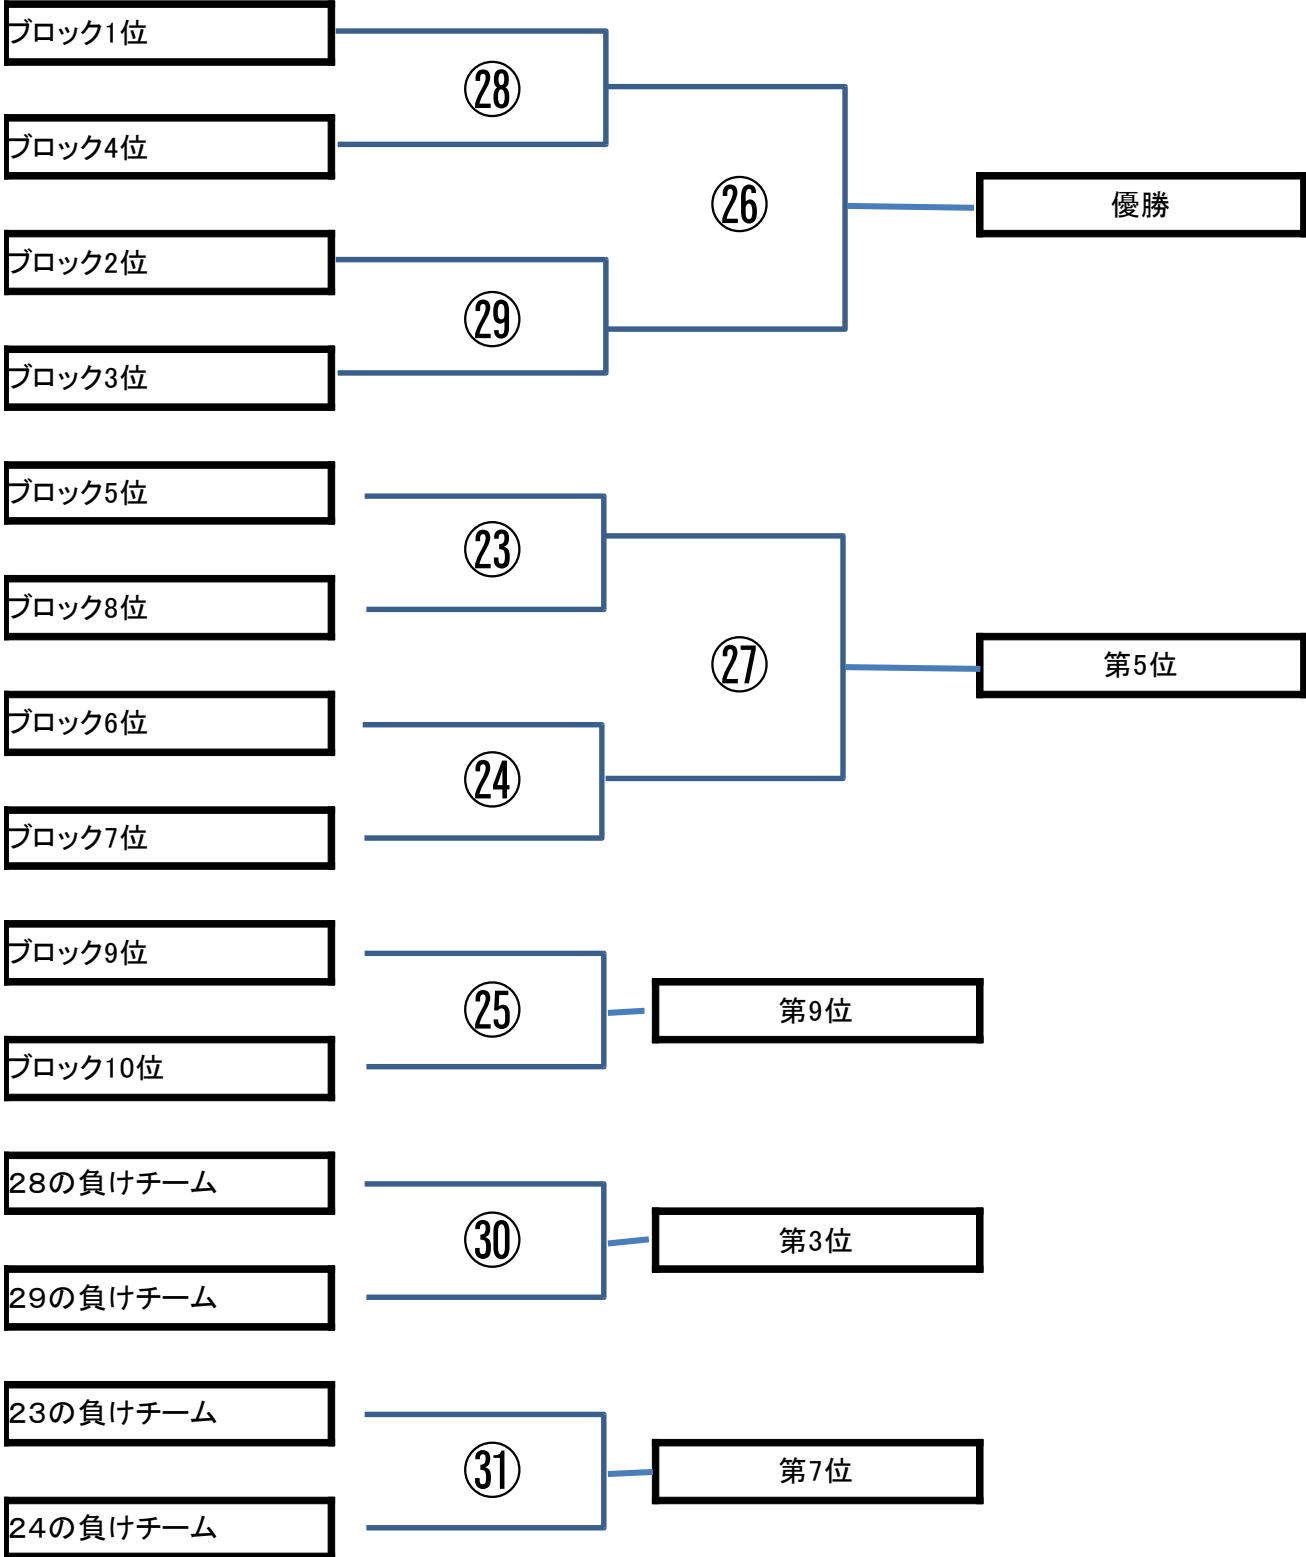 ブロック1位
㉘
ブロック4位
㉖
優勝
ブロック2位
㉙
ブロック3位
ブロック5位
㉓
ブロック8位
㉗
第5位
ブロック6位
㉔
ブロック7位
ブロック9位
㉕
第9位
ブロック10位
28の負けチーム
㉚
第3位
29の負けチーム
23の負けチーム
㉛
第7位
24の負けチーム